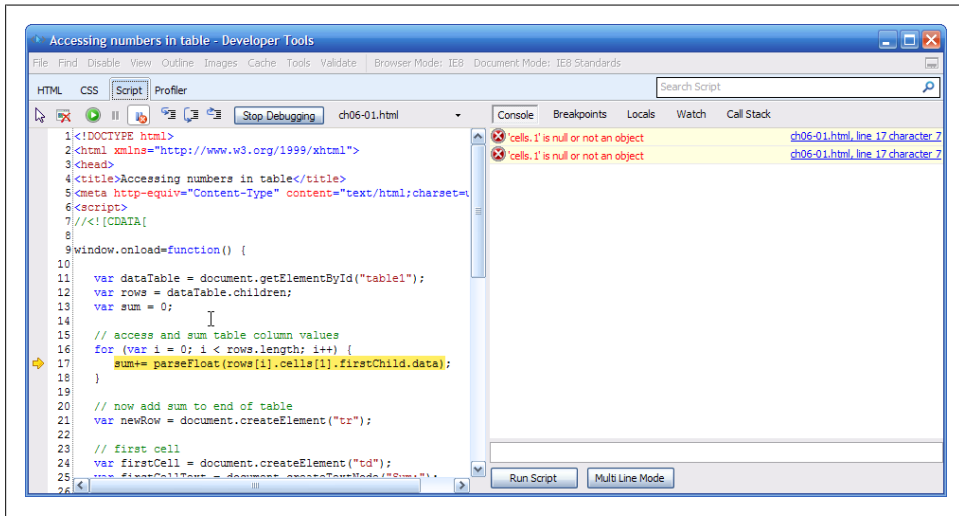 Accessing numbers in table - Developer Tools
File Find Disable View Outline Images Cache Tools Validate Browser Mode: IE8 Document Mode: IE8 Standards
HTML CSS Script Profiler Search Script
Stop Debugging ch06-01.html Console Breakpoints Locals Watch Call Stack
1 <!DOCTYPE html>
2 <html xmlns="http://www.w3.org/1999/xhtml">
3 <head>
4 <title>Accessing numbers in table</title>
5 <meta http-equiv="Content-Type" content="text/html;charset=
6 <script>
7 //<![CDATA[
8
9 window.onload=function() {
10
11 var dataTable = document.getElementById("table1");
12 var rows = dataTable.children;
13 var sum = 0;
14
15 // access and sum table column values
16 for (var i = 0; i < rows.length; i++) {
17 sum+= parseFloat(rows[i].cells[1].firstChild.data);
18 }
19
20 // now add sum to end of table
21 var newRow = document.createElement("tr");
22
23 // first cell
24 var firstCell = document.createElement("td");
25 var firstCellText = document.createTextNode("Sum:");
26
'cells.1' is null or not an object ch06-01.html, line 17 character 7
'cells.1' is null or not an object ch06-01.html, line 17 character 7
Run Script Multi Line Mode